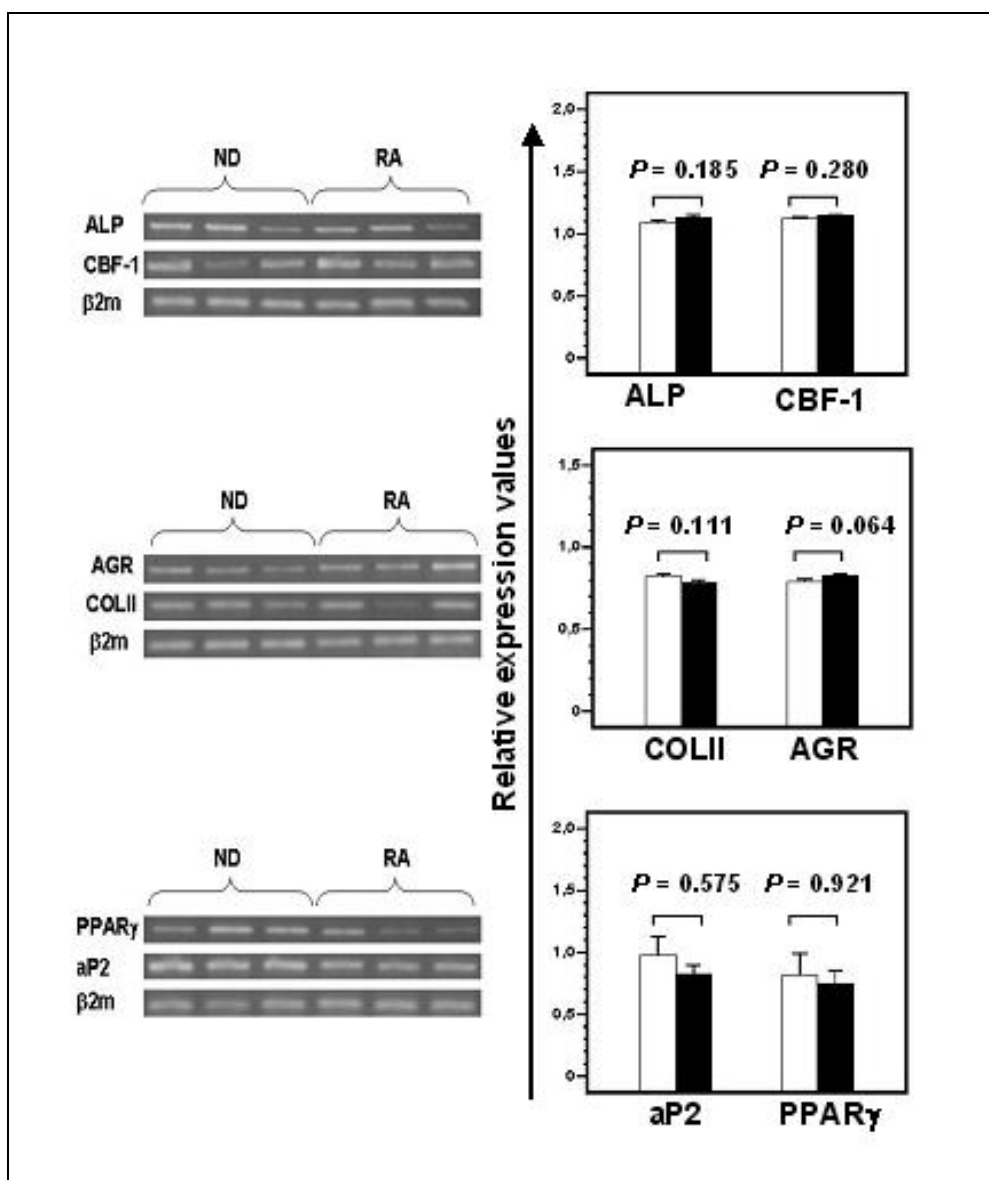 ND RA
ALP
CBF-1
β2m
2,0
1,5
1,0
0,5
0
P = 0.185 P = 0.280
ALP CBF-1
Relative expression values
ND RA
AGR
COLII
β2m
1,5
1,0
0,5
0
P = 0.111 P = 0.064
COLII AGR
ND RA
PPARγ
aP2
β2m
2,0
1,5
1,0
0,5
0
P = 0.575 P = 0.921
aP2 PPARγ